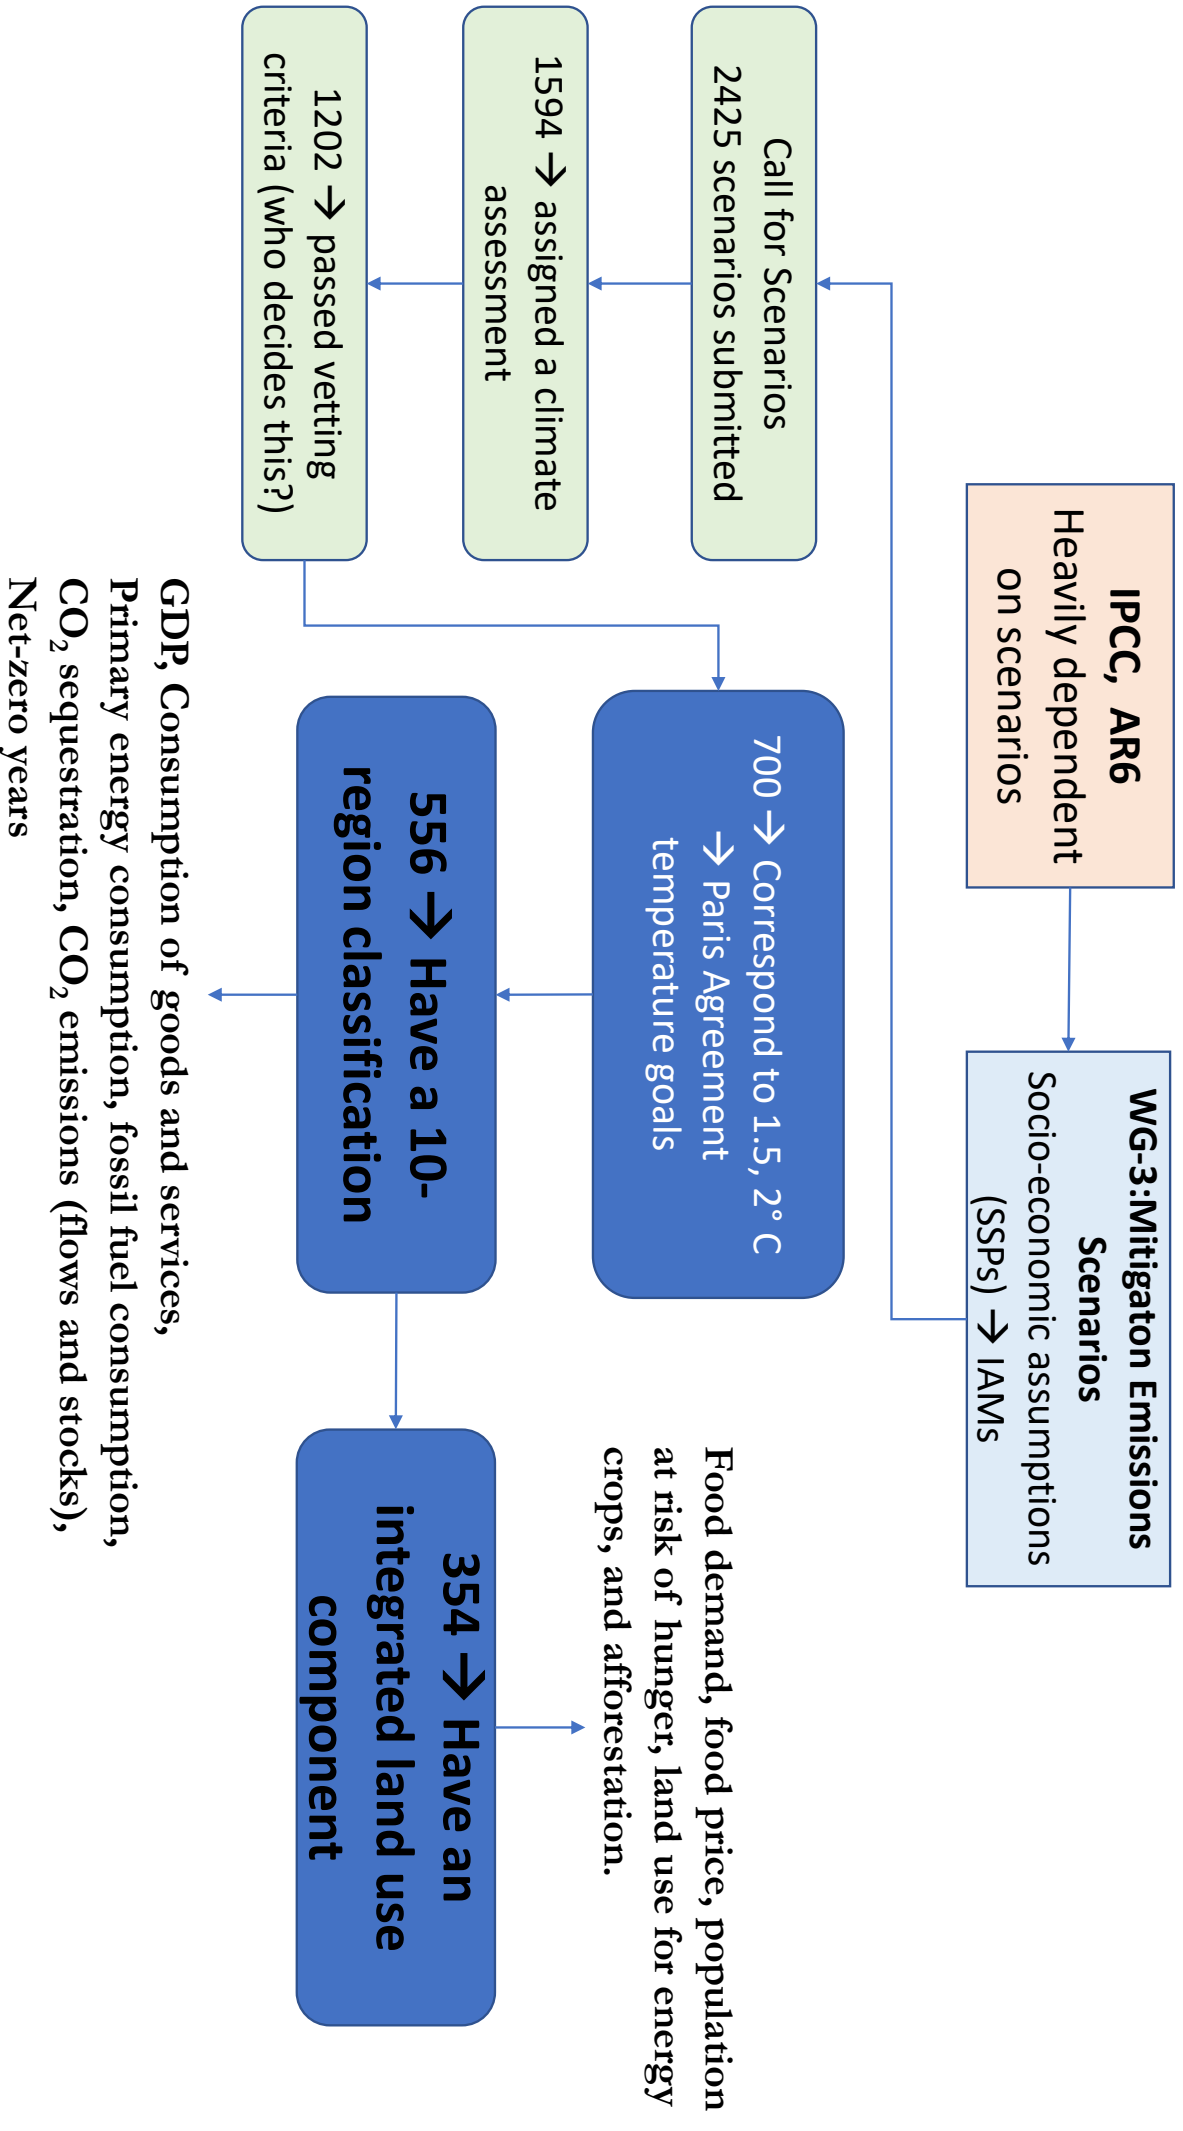 IPCC, AR6
Heavily dependent
on scenarios
WG-3:Mitigaton Emissions
Scenarios
Socio-economic assumptions
(SSPs) → IAMs
Call for Scenarios
2425 scenarios submitted
1594 → assigned a climate
assessment
1202 → passed vetting
criteria (who decides this?)
700 → Correspond to 1.5, 2° C
→ Paris Agreement
temperature goals
556 → Have a 10-
region classification
GDP, Consumption of goods and services,
Primary energy consumption, fossil fuel consumption,
CO₂ sequestration, CO₂ emissions (flows and stocks),
Net-zero years
354 → Have an
integrated land use
component
Food demand, food price, population
at risk of hunger, land use for energy
crops, and afforestation.